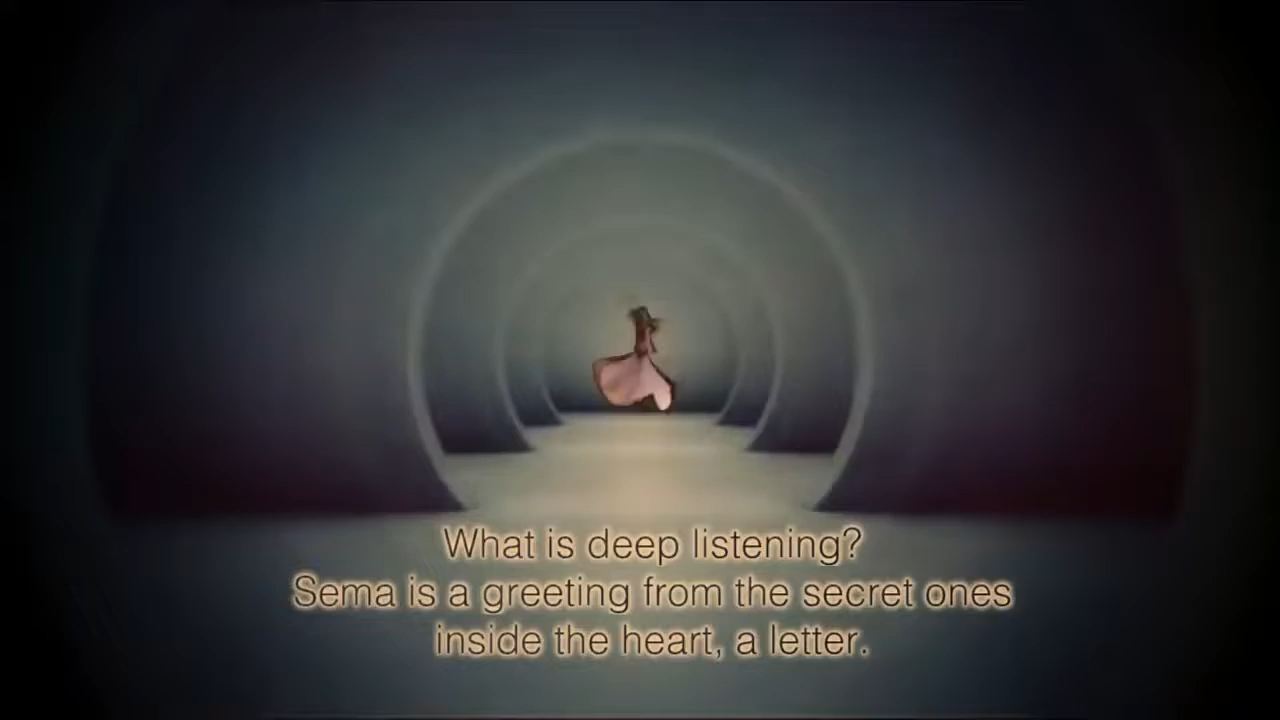 What is deep listening?
Sema is a greeting from the secret ones
inside the heart, a letter.